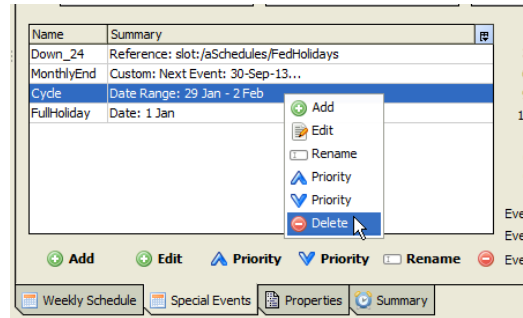 Name Summary
Down_24 Reference: slot:/aSchedules/FedHolidays
MonthlyEnd Custom: Next Event: 30-Sep-13...
Cycle Date Range: 29 Jan - 2 Feb
FullHoliday Date: 1 Jan
Add
Edit
Rename
Priority
Priority
Delete
1
Eve
Eve
Add Edit Priority Priority Rename Eve
Weekly Schedule Special Events Properties Summary